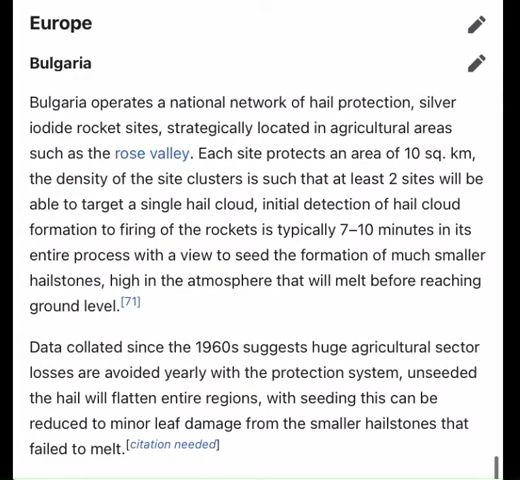 Europe
Bulgaria
Bulgaria operates a national network of hail protection, silver
iodide rocket sites, strategically located in agricultural areas
such as the rose valley. Each site protects an area of 10 sq. km,
the density of the site clusters is such that at least 2 sites will be
able to target a single hail cloud, initial detection of hail cloud
formation to firing of the rockets is typically 7–10 minutes in its
entire process with a view to seed the formation of much smaller
hailstones, high in the atmosphere that will melt before reaching
ground level.[71]
Data collated since the 1960s suggests huge agricultural sector
losses are avoided yearly with the protection system, unseeded
the hail will flatten entire regions, with seeding this can be
reduced to minor leaf damage from the smaller hailstones that
failed to melt.[citation needed]